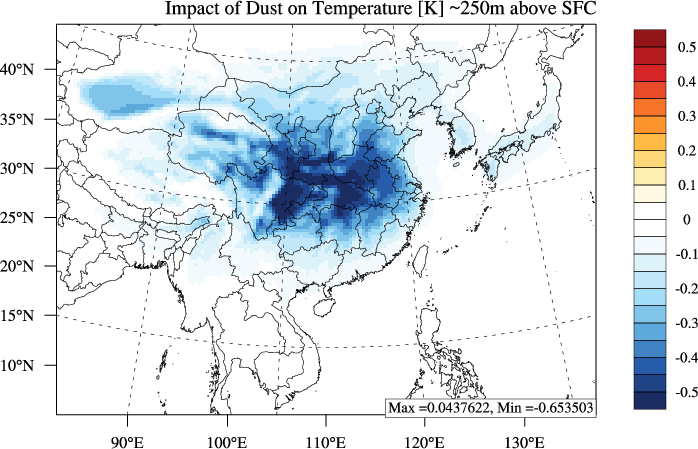 Impact of Dust on Temperature [K] ~250m above SFC
40°N
35°N
30°N
25°N
20°N
15°N
10°N
90°E
100°E
110°E
120°E
130°E
Max =0.0437622, Min =-0.653503
0.5
0.4
0.3
0.2
0.1
0
-0.1
-0.2
-0.3
-0.4
-0.5